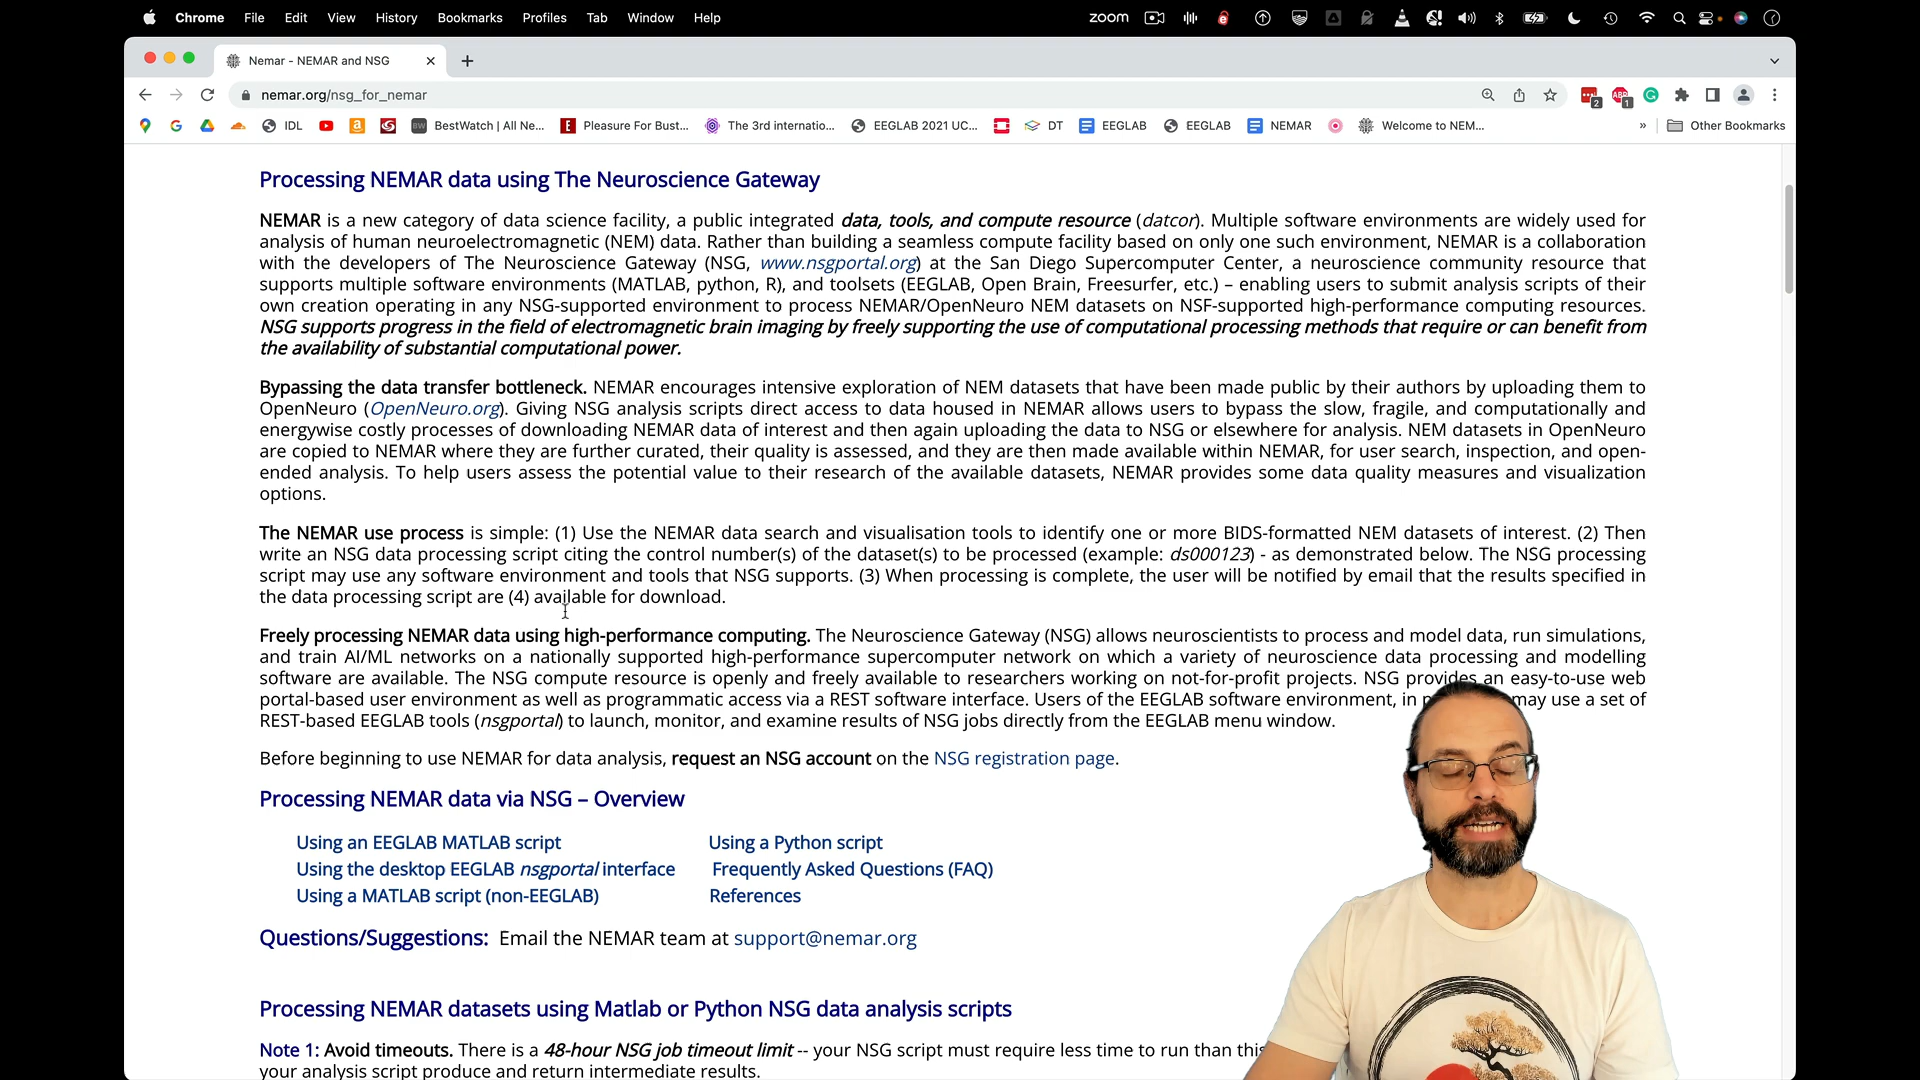 Chrome File Edit View History Bookmarks Profiles Tab Window Help zoom
Nemar - NEMAR and NSG
nemar.org/nsg_for_nemar
IDL BestWatch | All Ne... Pleasure For Bust... The 3rd internatio... EEGLAB 2021 UC... DT EEGLAB EEGLAB NEMAR Welcome to NEM... » Other Bookmarks
Processing NEMAR data using The Neuroscience Gateway
NEMAR is a new category of data science facility, a public integrated data, tools, and compute resource (datcor). Multiple software environments are widely used for
analysis of human neuroelectromagnetic (NEM) data. Rather than building a seamless compute facility based on only one such environment, NEMAR is a collaboration
with the developers of The Neuroscience Gateway (NSG, www.nsgportal.org) at the San Diego Supercomputer Center, a neuroscience community resource that
supports multiple software environments (MATLAB, python, R), and toolsets (EEGLAB, Open Brain, Freesurfer, etc.) – enabling users to submit analysis scripts of their
own creation operating in any NSG-supported environment to process NEMAR/OpenNeuro NEM datasets on NSF-supported high-performance computing resources.
NSG supports progress in the field of electromagnetic brain imaging by freely supporting the use of computational processing methods that require or can benefit from
the availability of substantial computational power.
Bypassing the data transfer bottleneck. NEMAR encourages intensive exploration of NEM datasets that have been made public by their authors by uploading them to
OpenNeuro (OpenNeuro.org). Giving NSG analysis scripts direct access to data housed in NEMAR allows users to bypass the slow, fragile, and computationally and
energywise costly processes of downloading NEMAR data of interest and then again uploading the data to NSG or elsewhere for analysis. NEM datasets in OpenNeuro
are copied to NEMAR where they are further curated, their quality is assessed, and they are then made available within NEMAR, for user search, inspection, and open-
ended analysis. To help users assess the potential value to their research of the available datasets, NEMAR provides some data quality measures and visualization
options.
The NEMAR use process is simple: (1) Use the NEMAR data search and visualisation tools to identify one or more BIDS-formatted NEM datasets of interest. (2) Then
write an NSG data processing script citing the control number(s) of the dataset(s) to be processed (example: ds000123) - as demonstrated below. The NSG processing
script may use any software environment and tools that NSG supports. (3) When processing is complete, the user will be notified by email that the results specified in
the data processing script are (4) available for download.
Freely processing NEMAR data using high-performance computing. The Neuroscience Gateway (NSG) allows neuroscientists to process and model data, run simulations,
and train AI/ML networks on a nationally supported high-performance supercomputer network on which a variety of neuroscience data processing and modelling
software are available. The NSG compute resource is openly and freely available to researchers working on not-for-profit projects. NSG provides an easy-to-use web
portal-based user environment as well as programmatic access via a REST software interface. Users of the EEGLAB software environment, in may use a set of
REST-based EEGLAB tools (nsgportal) to launch, monitor, and examine results of NSG jobs directly from the EEGLAB menu window.
Before beginning to use NEMAR for data analysis, request an NSG account on the NSG registration page.
Processing NEMAR data via NSG – Overview
Using an EEGLAB MATLAB script Using a Python script
Using the desktop EEGLAB nsgportal interface Frequently Asked Questions (FAQ)
Using a MATLAB script (non-EEGLAB) References
Questions/Suggestions: Email the NEMAR team at support@nemar.org
Processing NEMAR datasets using Matlab or Python NSG data analysis scripts
Note 1: Avoid timeouts. There is a 48-hour NSG job timeout limit -- your NSG script must require less time to run than this
your analysis script produce and return intermediate results.